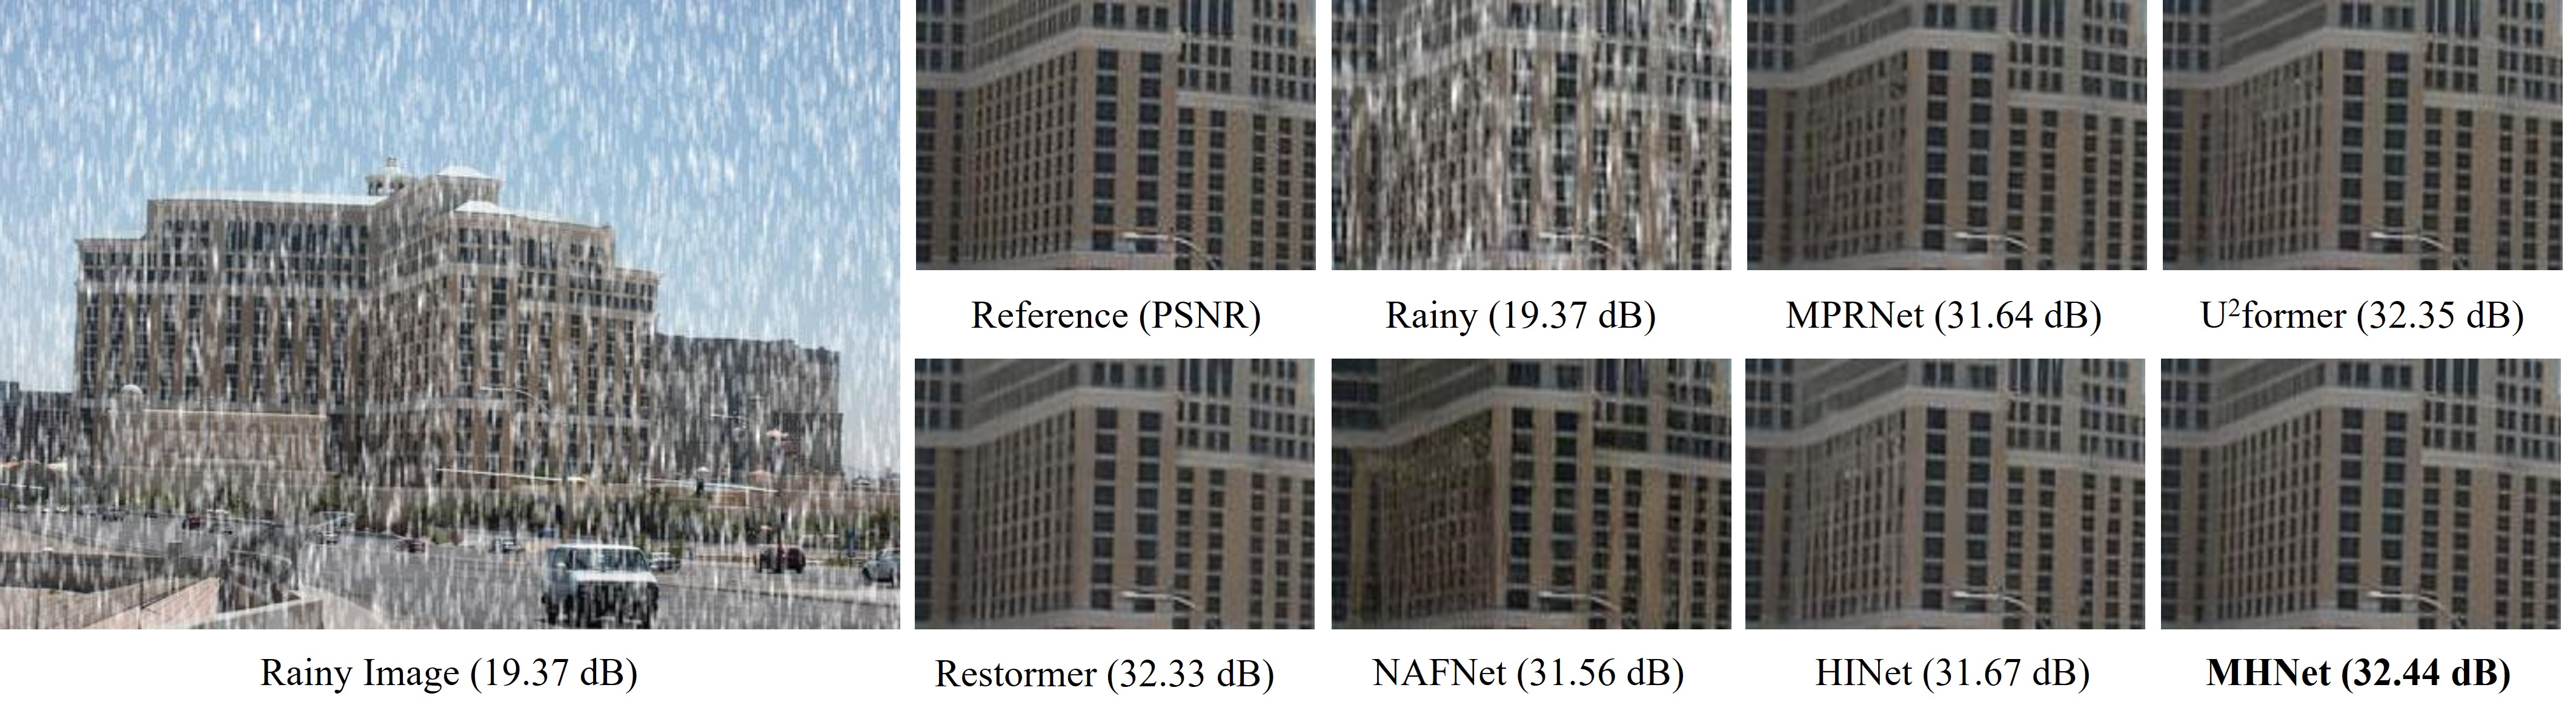 Reference (PSNR)
Rainy (19.37 dB)
MPRNet (31.64 dB)
U²former (32.35 dB)
Rainy Image (19.37 dB)
Restormer (32.33 dB)
NAFNet (31.56 dB)
HINet (31.67 dB)
MHNet (32.44 dB)